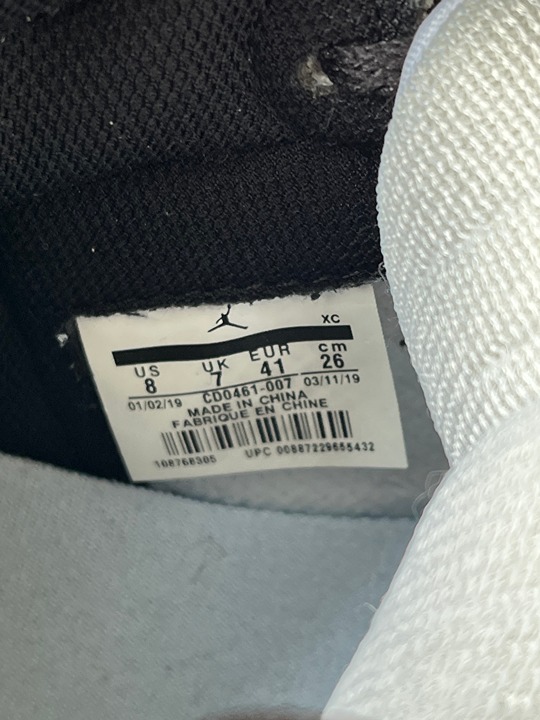 XC
US UK EUR cm
8 7 41 26
01/02/19 CD0461-007 03/11/19
MADE IN CHINA
FABRIQUE EN CHINE
108768305 UPC 00887229655432